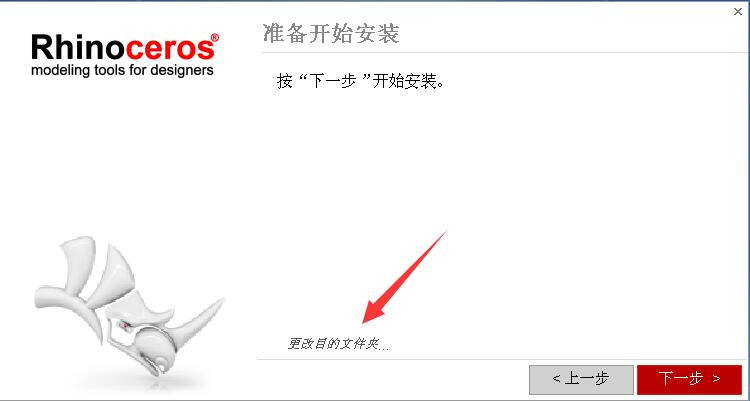 准备开始安装
Rhinoceros®
modeling tools for designers
按“下一步 ”开始安装。
更改目的文件夹...
< 上一步
下一步 >